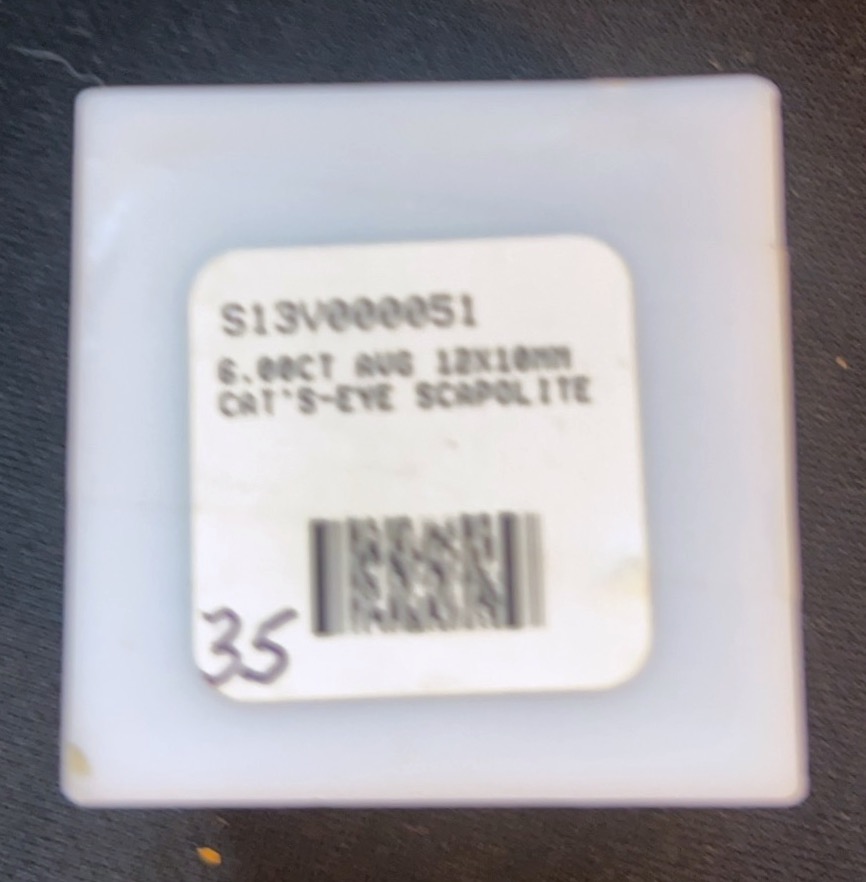 S13V000051
6.00CT AVG 12X10MM
CAT'S-EYE SCAPOLITE
35